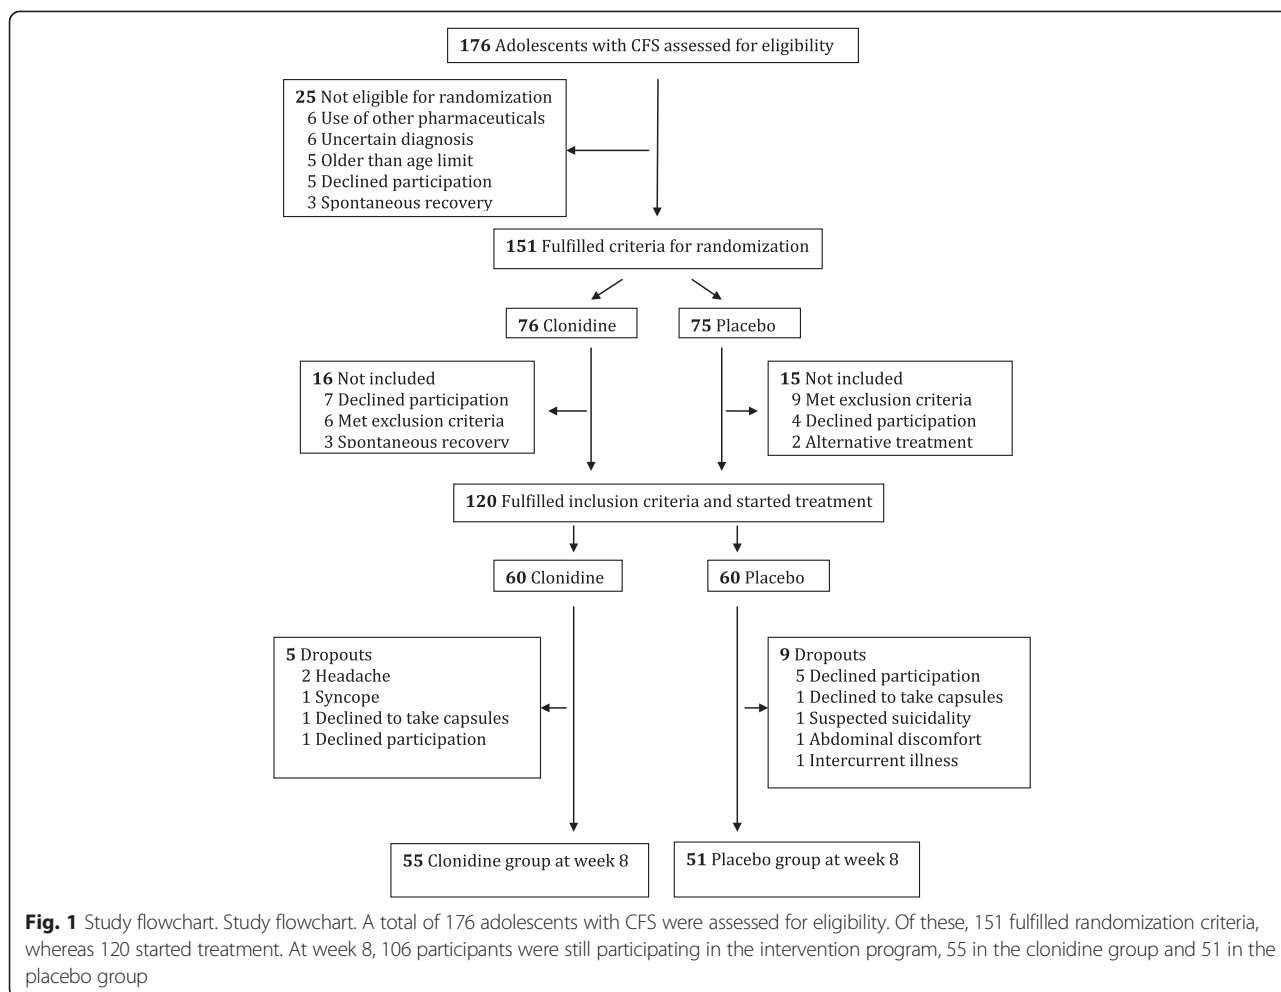 176 Adolescents with CFS assessed for eligibility
25 Not eligible for randomization
6 Use of other pharmaceuticals
6 Uncertain diagnosis
5 Older than age limit
5 Declined participation
3 Spontaneous recovery
151 Fulfilled criteria for randomization
76 Clonidine
75 Placebo
16 Not included
7 Declined participation
6 Met exclusion criteria
3 Spontaneous recovery
15 Not included
9 Met exclusion criteria
4 Declined participation
2 Alternative treatment
120 Fulfilled inclusion criteria and started treatment
60 Clonidine
60 Placebo
5 Dropouts
2 Headache
1 Syncope
1 Declined to take capsules
1 Declined participation
9 Dropouts
5 Declined participation
1 Declined to take capsules
1 Suspected suicidality
1 Abdominal discomfort
1 Intercurrent illness
55 Clonidine group at week 8
51 Placebo group at week 8
Fig. 1 Study flowchart. Study flowchart. A total of 176 adolescents with CFS were assessed for eligibility. Of these, 151 fulfilled randomization criteria,
whereas 120 started treatment. At week 8, 106 participants were still participating in the intervention program, 55 in the clonidine group and 51 in the
placebo group